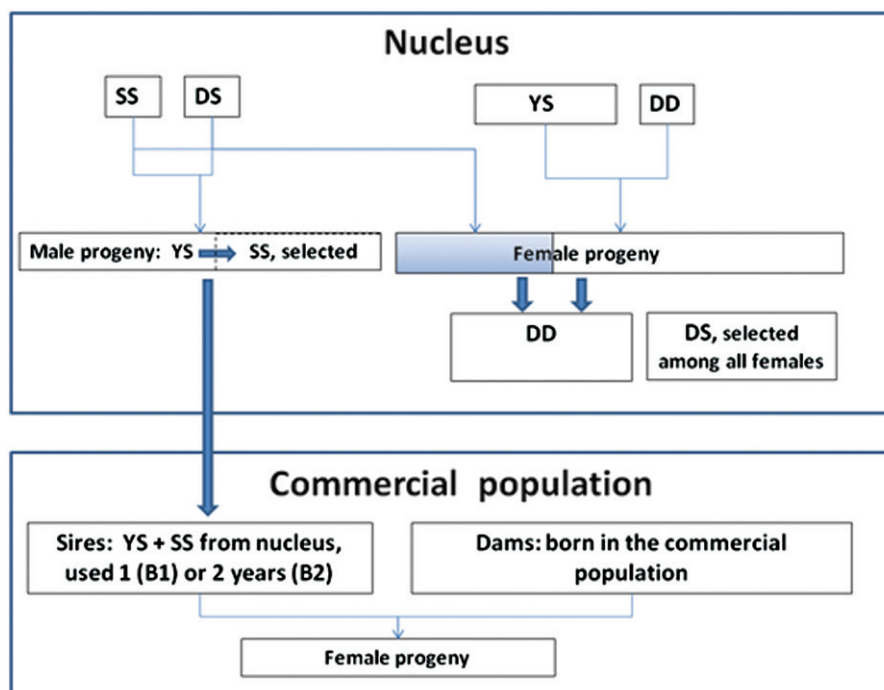 Nucleus
SS
DS
YS
DD
Male progeny: YS
SS, selected
Female progeny
DD
DS, selected
among all females
Commercial population
Sires: YS + SS from nucleus,
used 1 (B1) or 2 years (B2)
Dams: born in the commercial
population
Female progeny